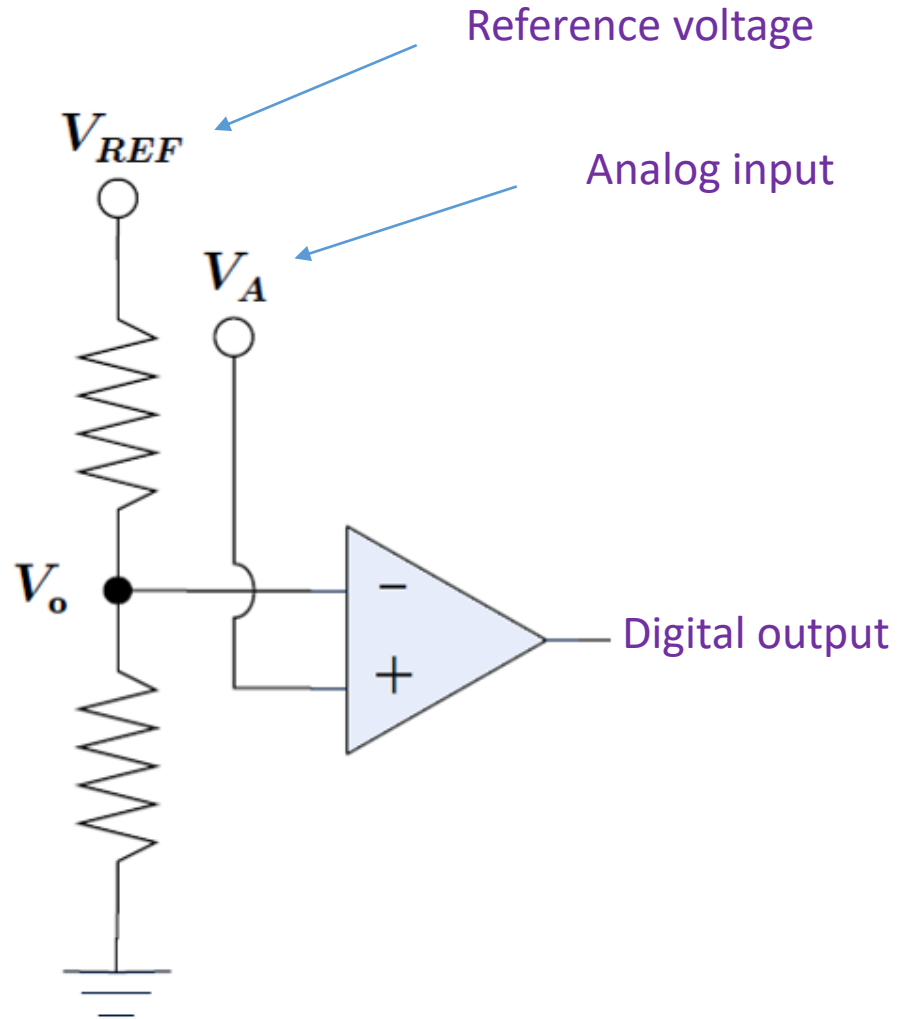 Reference voltage
V_REF
Analog input
V_A
V_o
−
+
Digital output